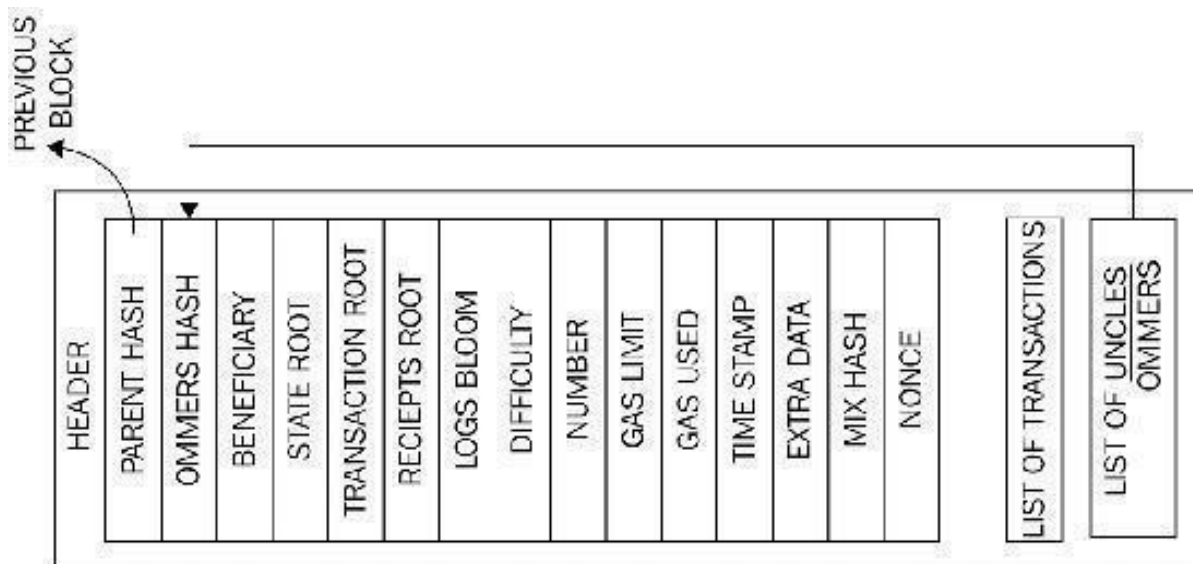 PREVIOUS
BLOCK
HEADER
PARENT HASH
OMMERS HASH
BENEFICIARY
STATE ROOT
TRANSACTION ROOT
RECIEPTS ROOT
LOGS BLOOM
DIFFICULTY
NUMBER
GAS LIMIT
GAS USED
TIME STAMP
EXTRA DATA
MIX HASH
NONCE
LIST OF TRANSACTIONS
LIST OF UNCLES
OMMERS